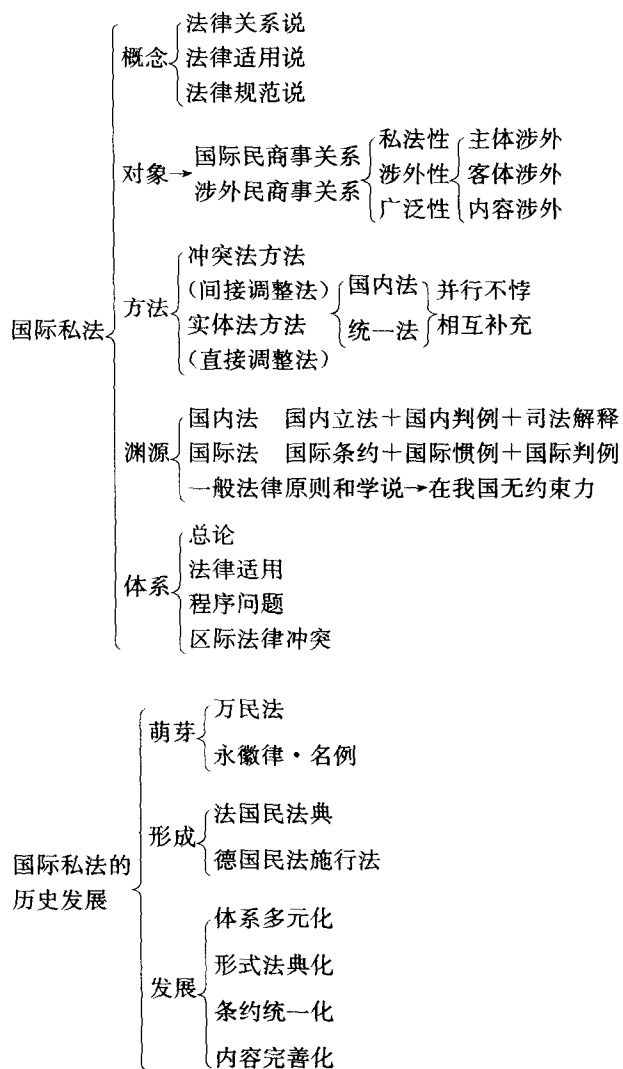 国际私法
概念
法律关系说
法律适用说
法律规范说
对象→
国际民商事关系
涉外民商事关系
私法性
涉外性
广泛性
主体涉外
客体涉外
内容涉外
方法
冲突法方法
(间接调整法)
实体法方法
(直接调整法)
国内法
统一法
并行不悖
相互补充
渊源
国内法 国内立法+国内判例+司法解释
国际法 国际条约+国际惯例+国际判例
一般法律原则和学说→在我国无约束力
体系
总论
法律适用
程序问题
区际法律冲突
国际私法的
历史发展
萌芽
万民法
永徽律·名例
形成
法国民法典
德国民法施行法
发展
体系多元化
形式法典化
条约统一化
内容完善化